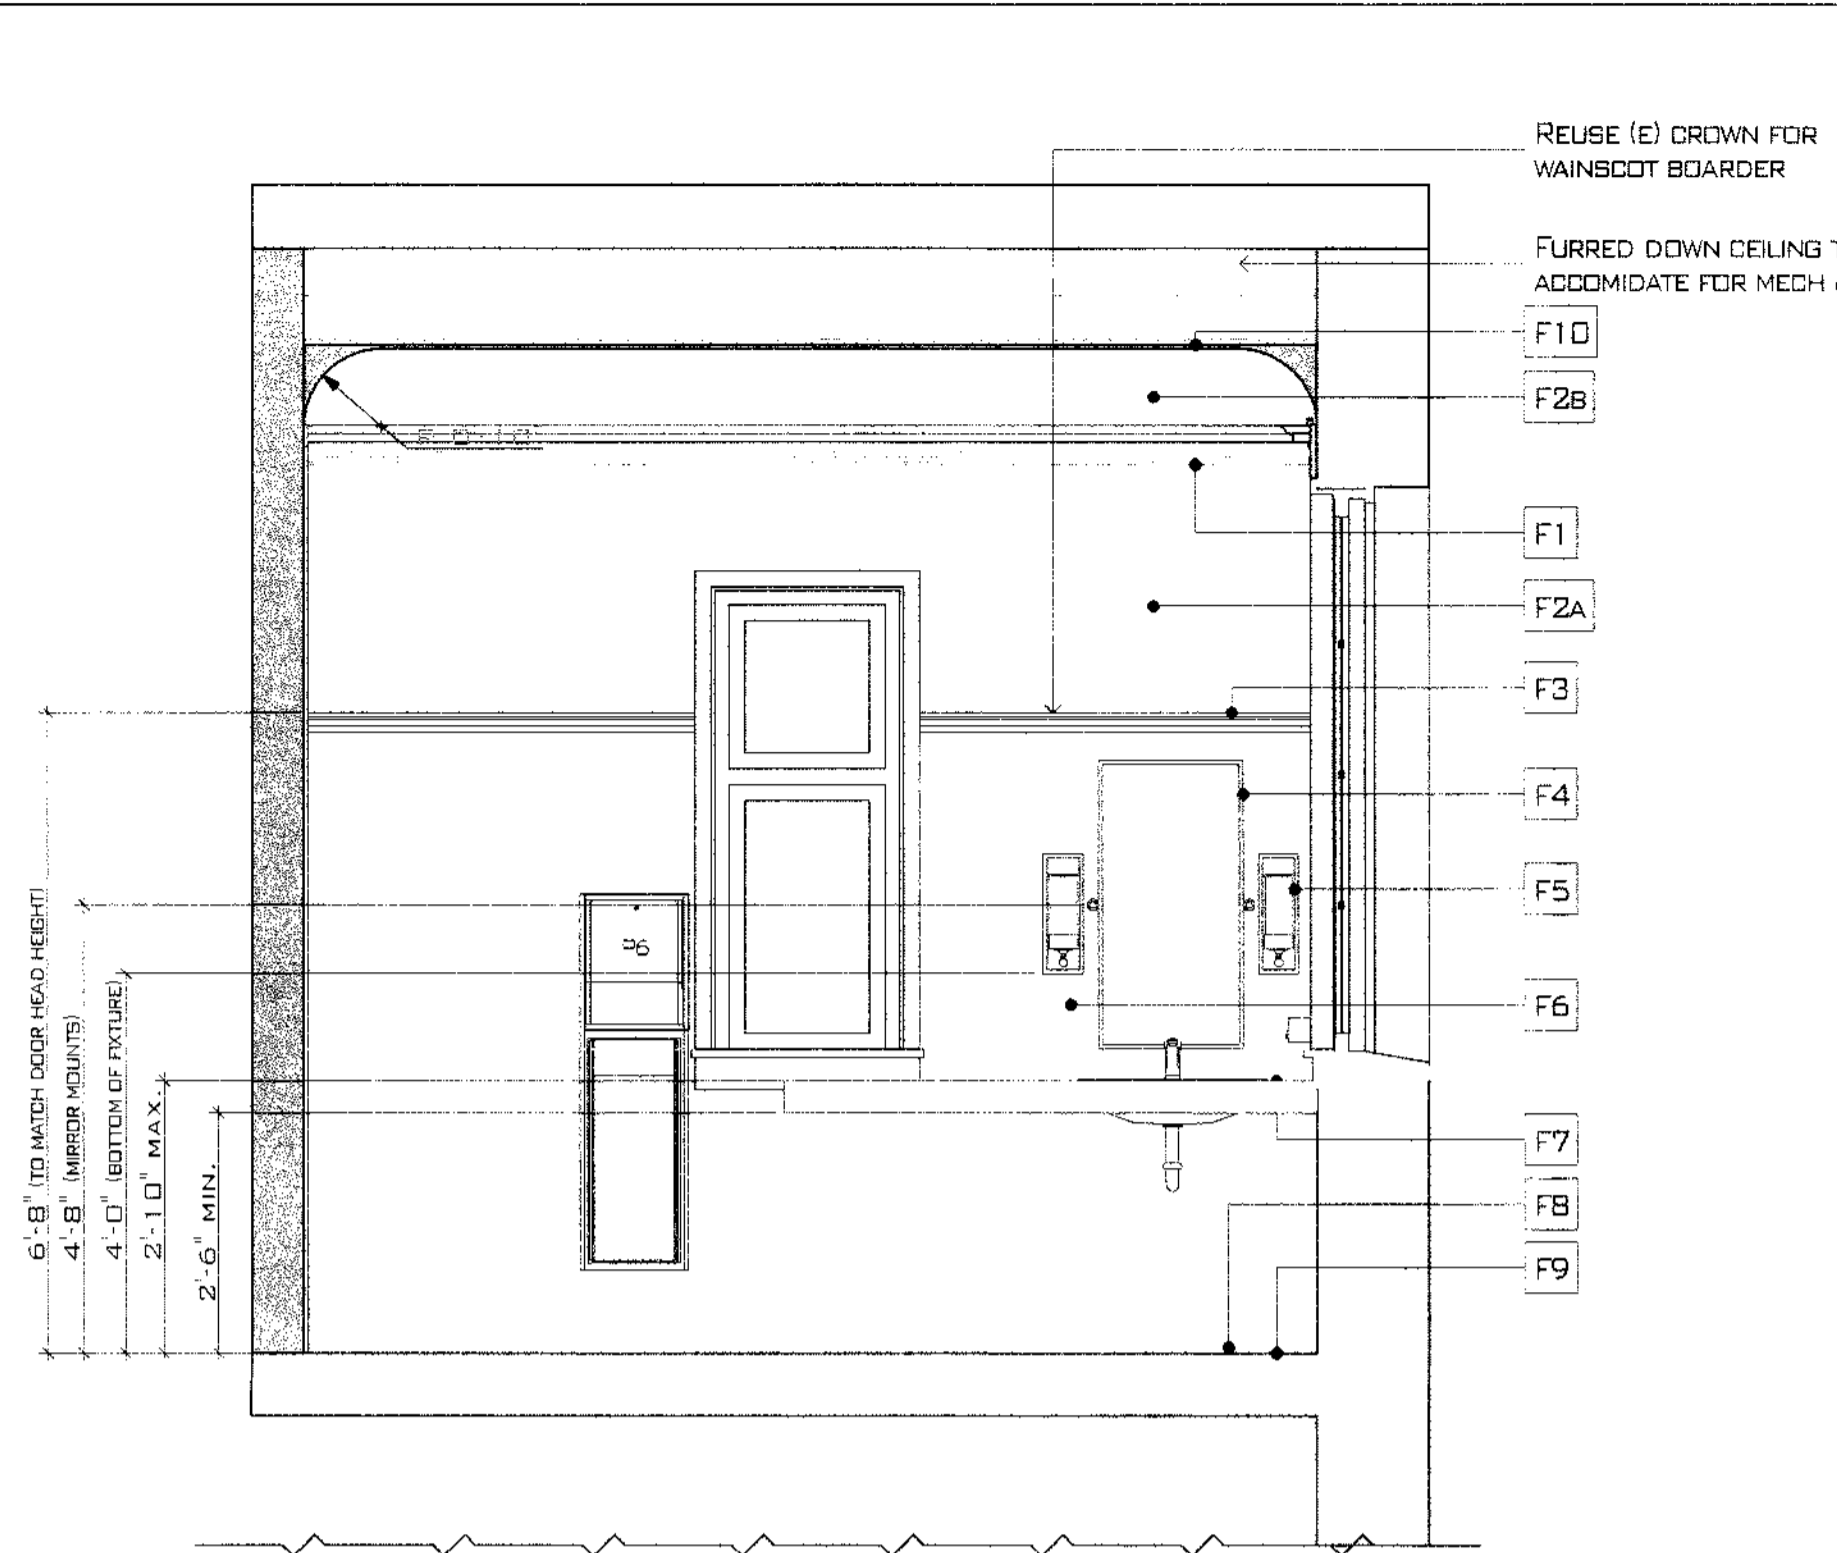 REUSE (E) CROWN FOR
WAINSCOT BOARDER
FURRED DOWN CEILING
ACCOMIDATE FOR MECH
F10
F2B
F1
F2A
F3
F4
F5
F6
F7
F8
F9
6'-8" (TO MATCH DOOR HEAD HEIGHT)
4'-8" (MIRROR MOUNTS)
4'-0" (BOTTOM OF FIXTURE)
2'-10" MAX.
2'-6" MIN.